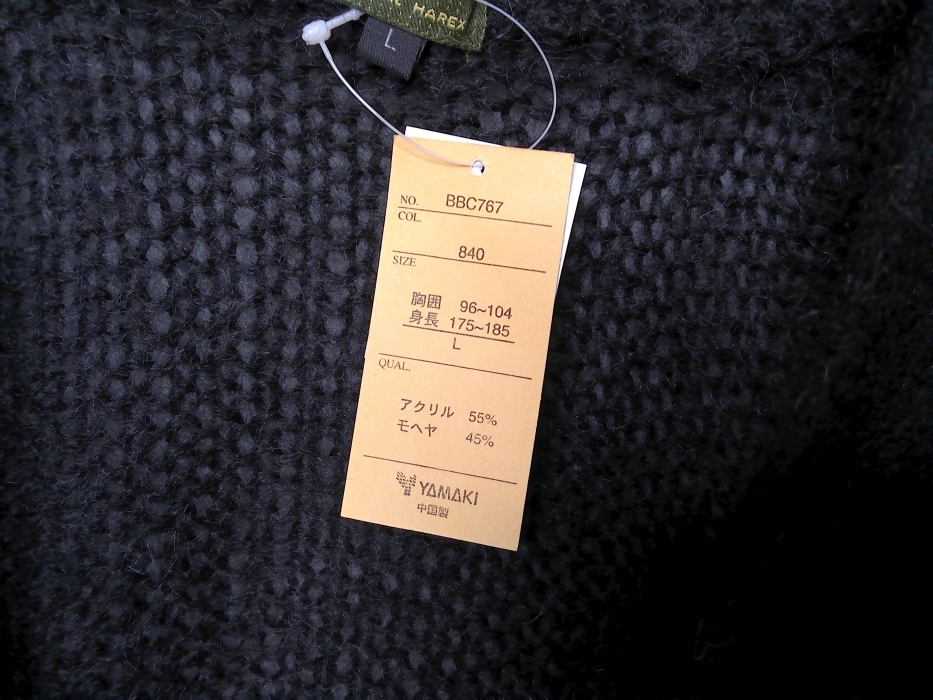 HAREX
L
NO. BBC767
COL.
840
SIZE
胸囲 96~104
身長 175~185
L
QUAL.
アクリル 55%
モヘヤ 45%
YAMAKI
中国製